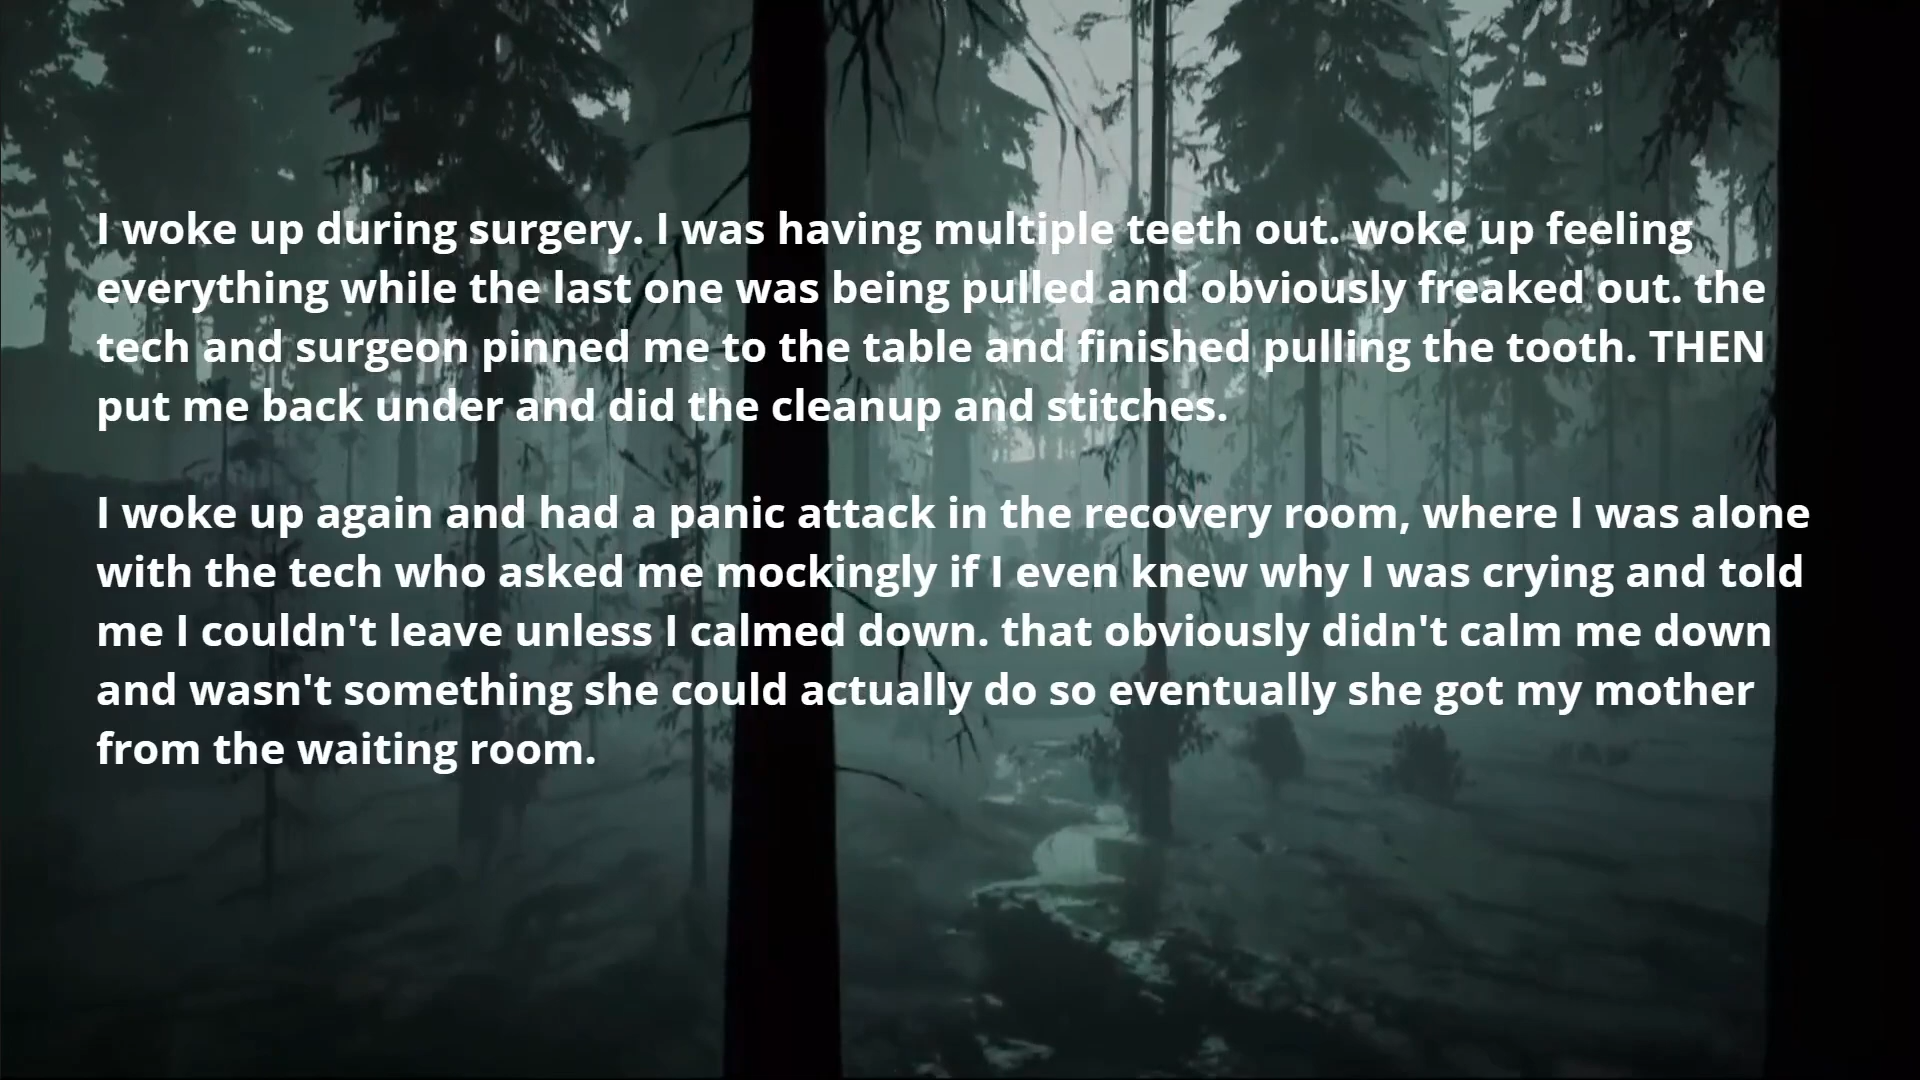 I woke up during surgery. I was having multiple teeth out. woke up feeling
everything while the last one was being pulled and obviously freaked out. the
tech and surgeon pinned me to the table and finished pulling the tooth. THEN
put me back under and did the cleanup and stitches.
I woke up again and had a panic attack in the recovery room, where I was alone
with the tech who asked me mockingly if I even knew why I was crying and told
me I couldn't leave unless I calmed down. that obviously didn't calm me down
and wasn't something she could actually do so eventually she got my mother
from the waiting room.